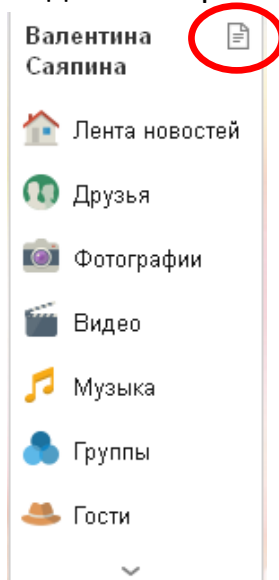 Валентина
Саяпина
Лента новостей
Друзья
Фотографии
Видео
Музыка
Группы
Гости